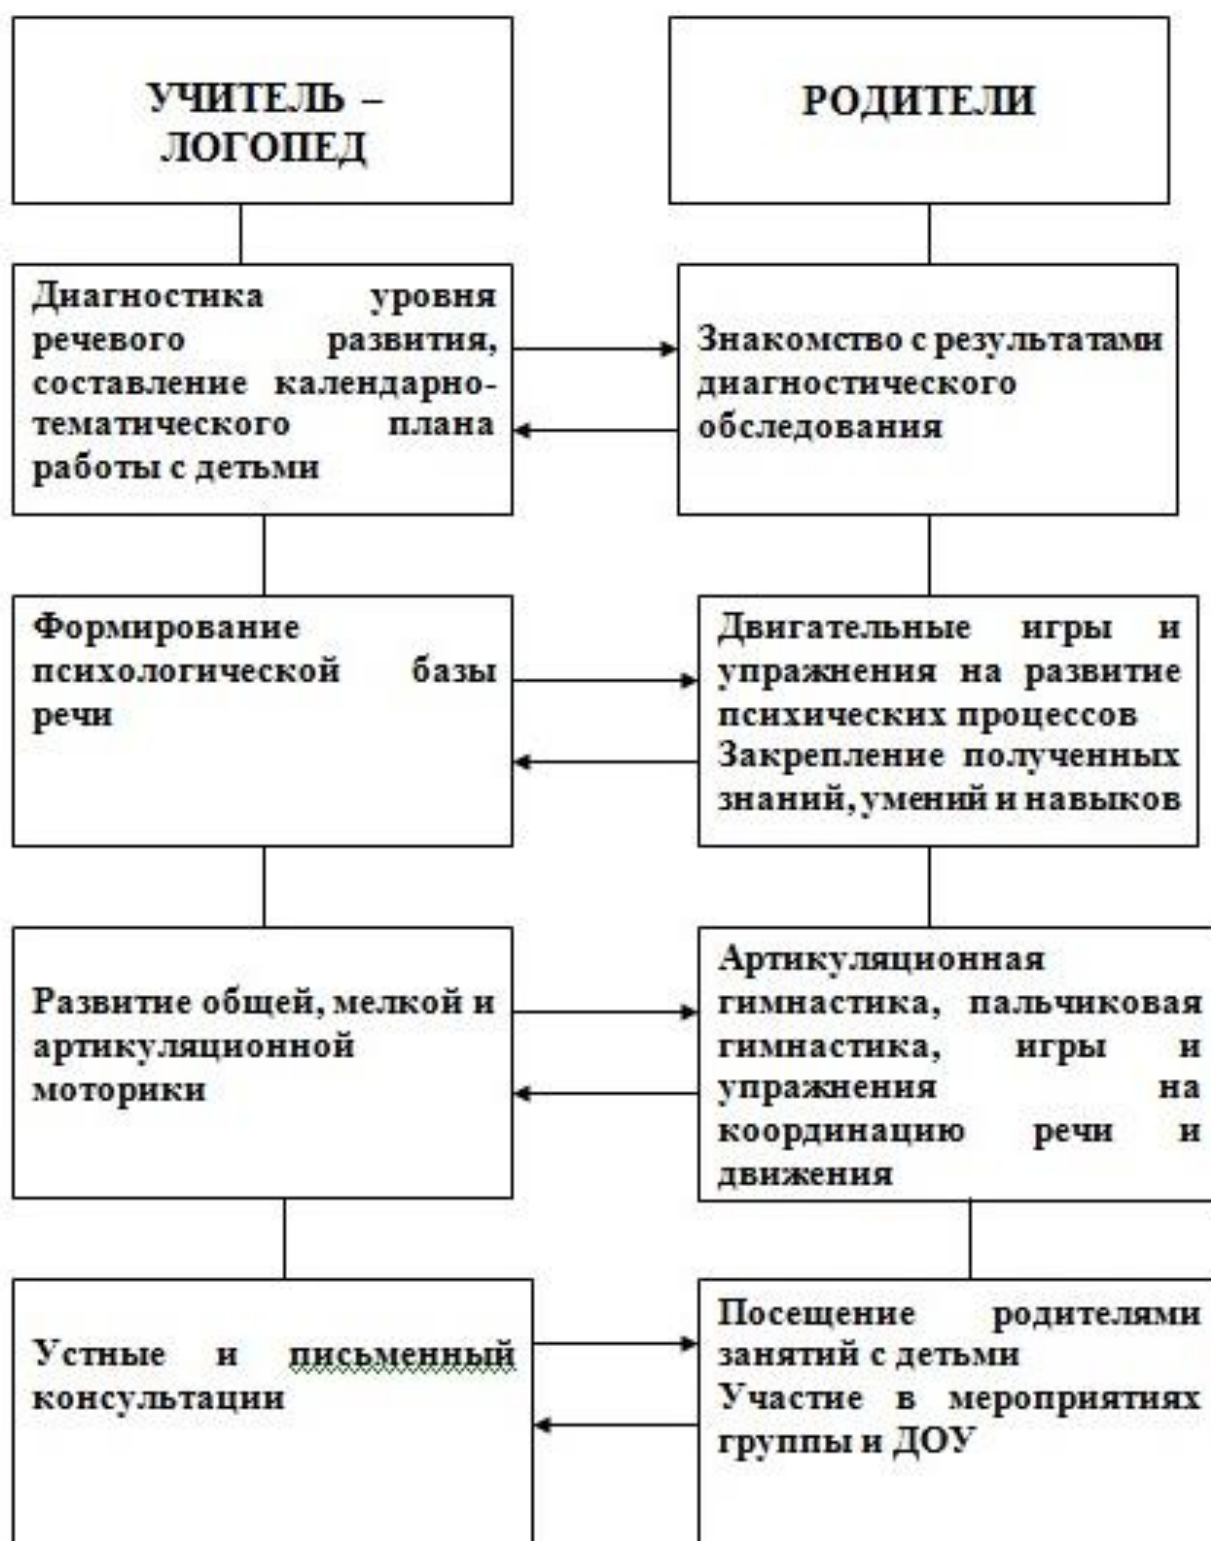 УЧИТЕЛЬ –
ЛОГОПЕД
РОДИТЕЛИ
Диагностика уровня
речевого развития,
составление календарно-
тематического плана
работы с детьми
Знакомство с результатами
диагностического
обследования
Формирование
психологической базы
речи
Двигательные игры и
упражнения на развитие
психических процессов
Закрепление полученных
знаний, умений и навыков
Развитие общей, мелкой и
артикуляционной
моторики
Артикуляционная
гимнастика, пальчиковая
гимнастика, игры и
упражнения на
координацию речи и
движения
Устные и письменный
консультации
Посещение родителями
занятий с детьми
Участие в мероприятиях
группы и ДОУ